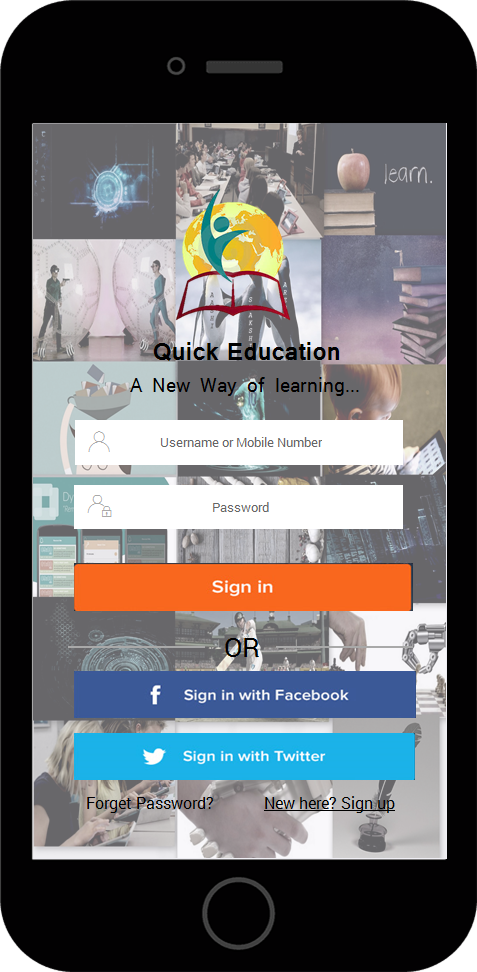 learn.
Quick Education
A New Way of learning...
Username or Mobile Number
Password
Sign in
OR
Sign in with Facebook
Sign in with Twitter
Forget Password?
New here? Sign up